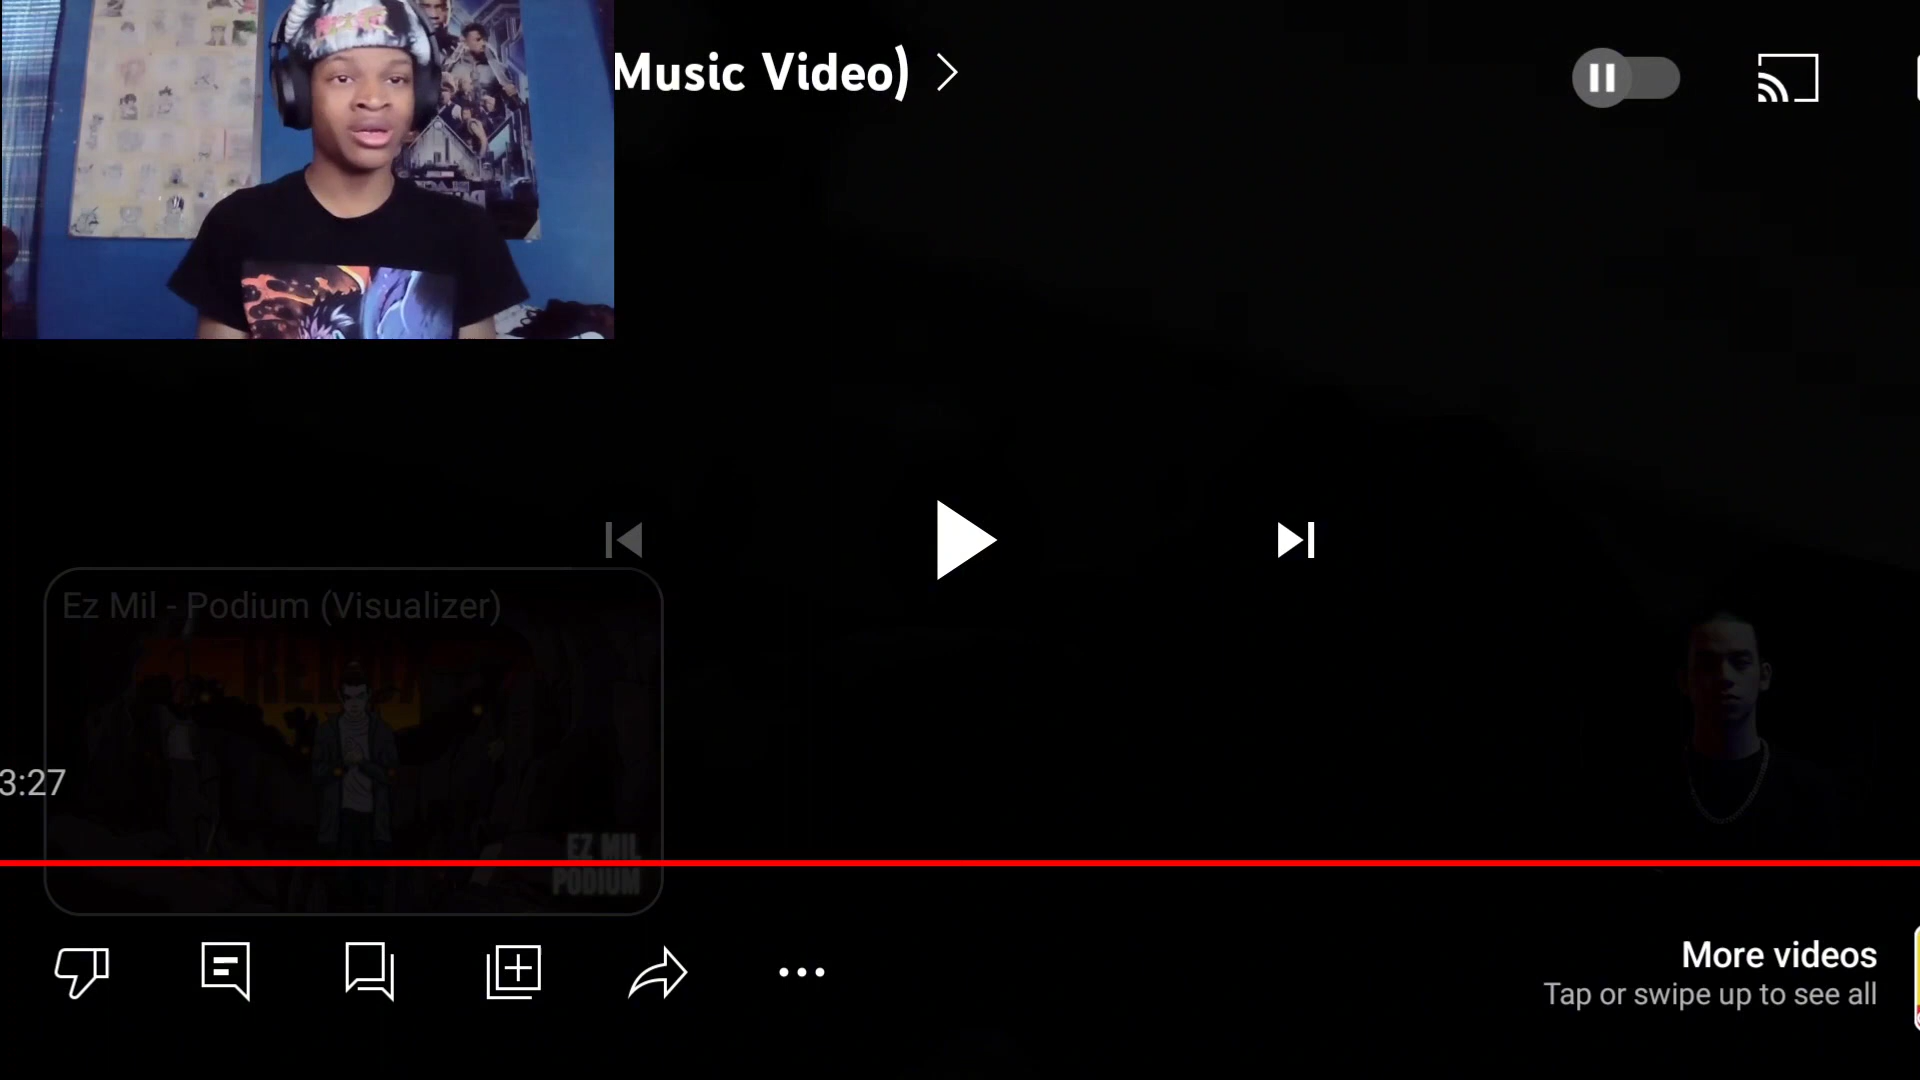 Music Video)
Ez Mil - Podium (Visualizer)
3:27
EZ MIL
PODIUM
More videos
Tap or swipe up to see all